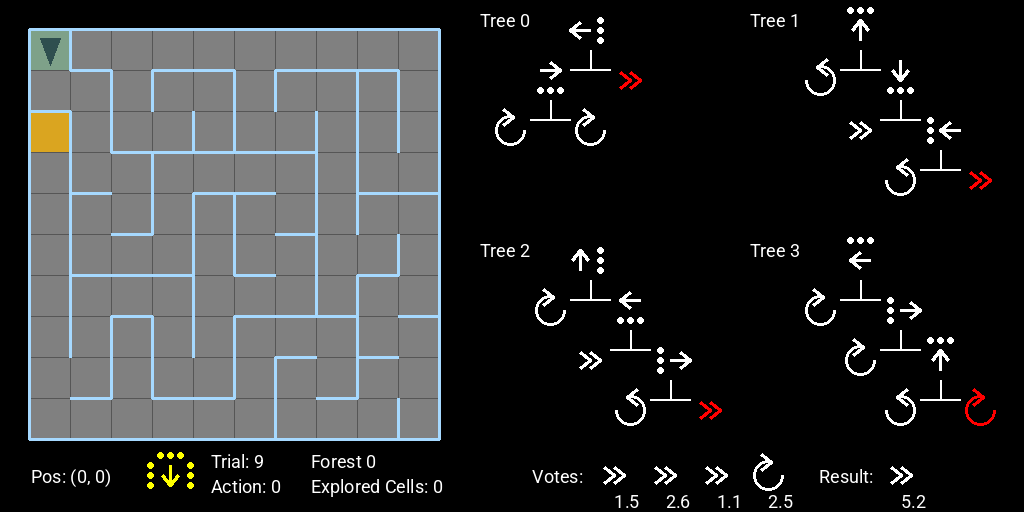 Tree 0
Tree 1
Tree 2
Tree 3
Pos: (0, 0)
Trial: 9
Forest 0
Action: 0
Explored Cells: 0
Votes:
Result:
1.5
2.6
1.1
2.5
5.2